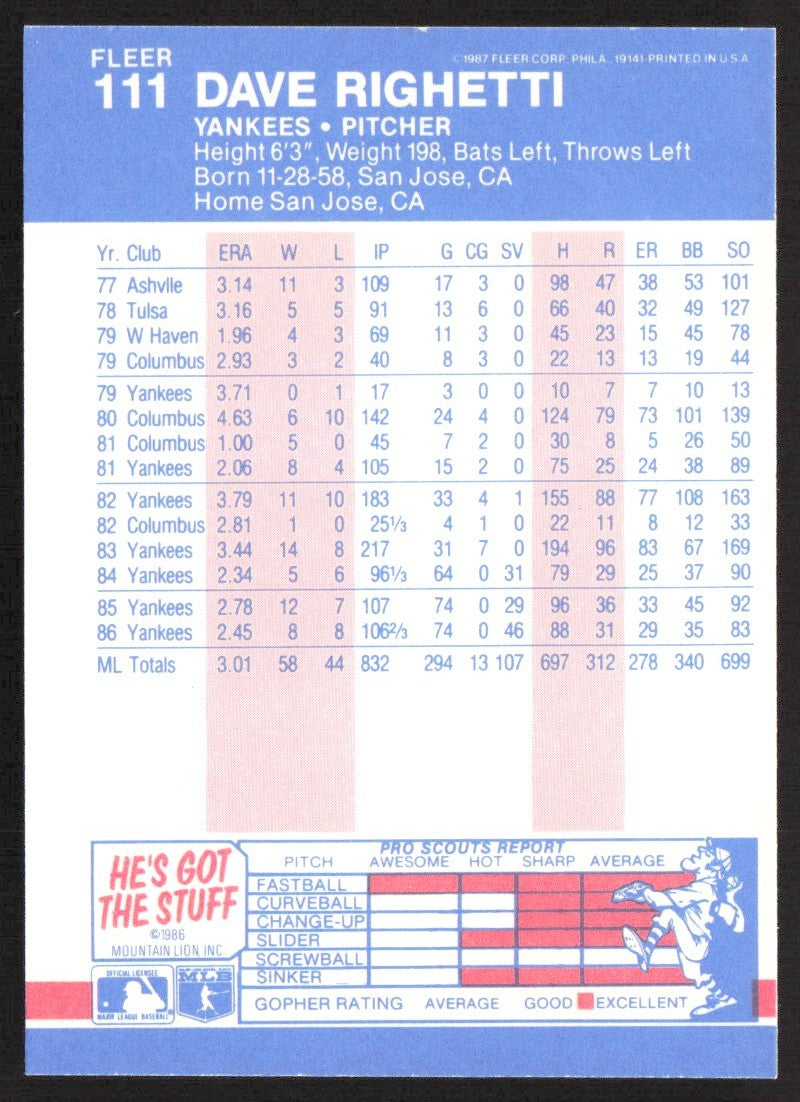 FLEER
©1987 FLEER CORP. PHILA. 19141-PRINTED IN U S A
111 DAVE RIGHETTI
YANKEES • PITCHER
Height 6'3", Weight 198, Bats Left, Throws Left
Born 11-28-58, San Jose, CA
Home San Jose, CA
Yr. Club ERA W L IP G CG SV H R ER BB SO
77 Ashvlle 3.14 11 3 109 17 3 0 98 47 38 53 101
78 Tulsa 3.16 5 5 91 13 6 0 66 40 32 49 127
79 W Haven 1.96 4 3 69 11 3 0 45 23 15 45 78
79 Columbus 2.93 3 2 40 8 3 0 22 13 13 19 44
79 Yankees 3.71 0 1 17 3 0 0 10 7 7 10 13
80 Columbus 4.63 6 10 142 24 4 0 124 79 73 101 139
81 Columbus 1.00 5 0 45 7 2 0 30 8 5 26 50
81 Yankees 2.06 8 4 105 15 2 0 75 25 24 38 89
82 Yankees 3.79 11 10 183 33 4 1 155 88 77 108 163
82 Columbus 2.81 1 0 25⅓ 4 1 0 22 11 8 12 33
83 Yankees 3.44 14 8 217 31 7 0 194 96 83 67 169
84 Yankees 2.34 5 6 96⅓ 64 0 31 79 29 25 37 90
85 Yankees 2.78 12 7 107 74 0 29 96 36 33 45 92
86 Yankees 2.45 8 8 106⅔ 74 0 46 88 31 29 35 83
ML Totals 3.01 58 44 832 294 13 107 697 312 278 340 699
HE'S GOT
THE STUFF
©1986
MOUNTAIN LION INC.
OFFICIAL LICENSEE
MAJOR LEAGUE BASEBALL
MLB
PRO SCOUTS REPORT
PITCH AWESOME HOT SHARP AVERAGE
FASTBALL
CURVEBALL
CHANGE-UP
SLIDER
SCREWBALL
SINKER
GOPHER RATING AVERAGE GOOD EXCELLENT